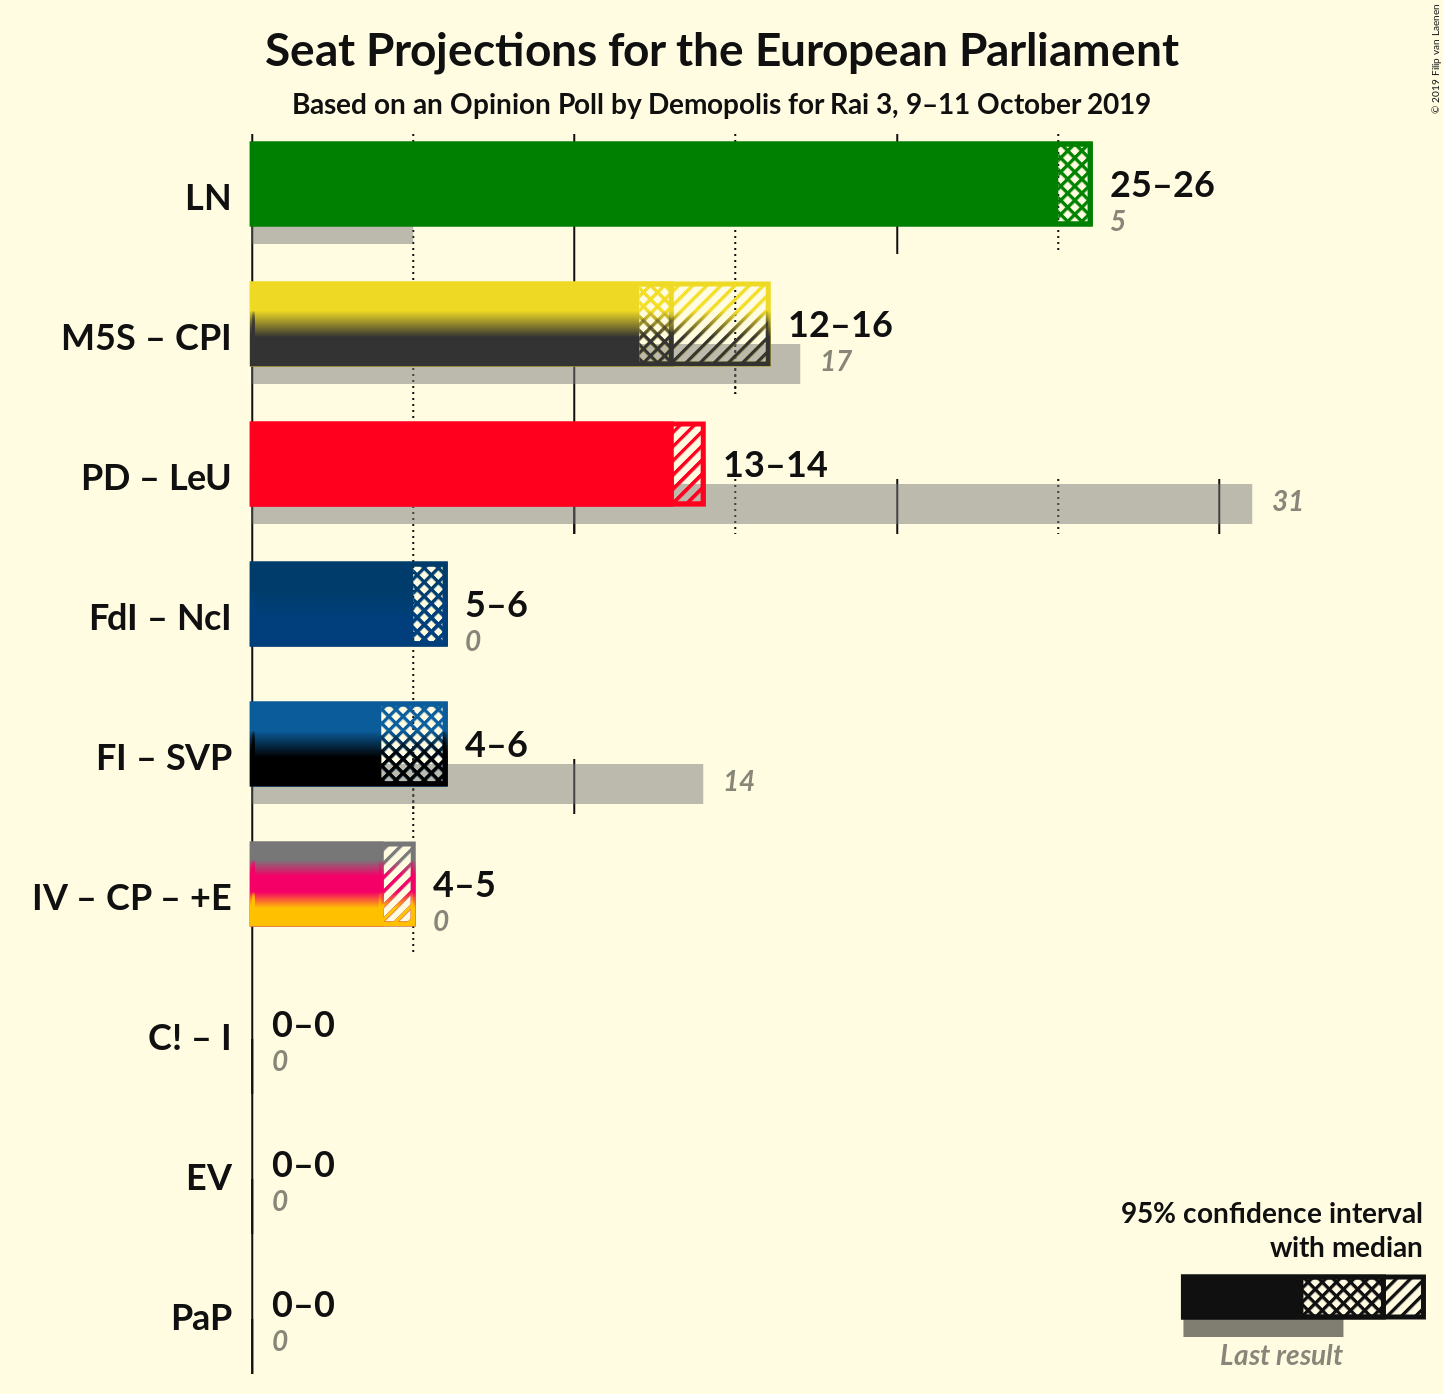 Seat Projections for the European Parliament
Based on an Opinion Poll by Demopolis for Rai 3, 9–11 October 2019
© 2019 Filip van Laenen
LN
25–26
5
M5S – CPI
12–16
17
PD – LeU
13–14
31
FdI – NcI
5–6
0
FI – SVP
4–6
14
IV – CP – +E
4–5
0
C! – I
0–0
0
EV
0–0
0
PaP
0–0
0
95% confidence interval
with median
Last result